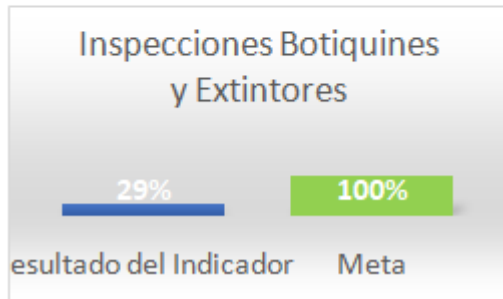 Inspecciones Botiquines
y Extintores
29%
100%
esultado del Indicador
Meta